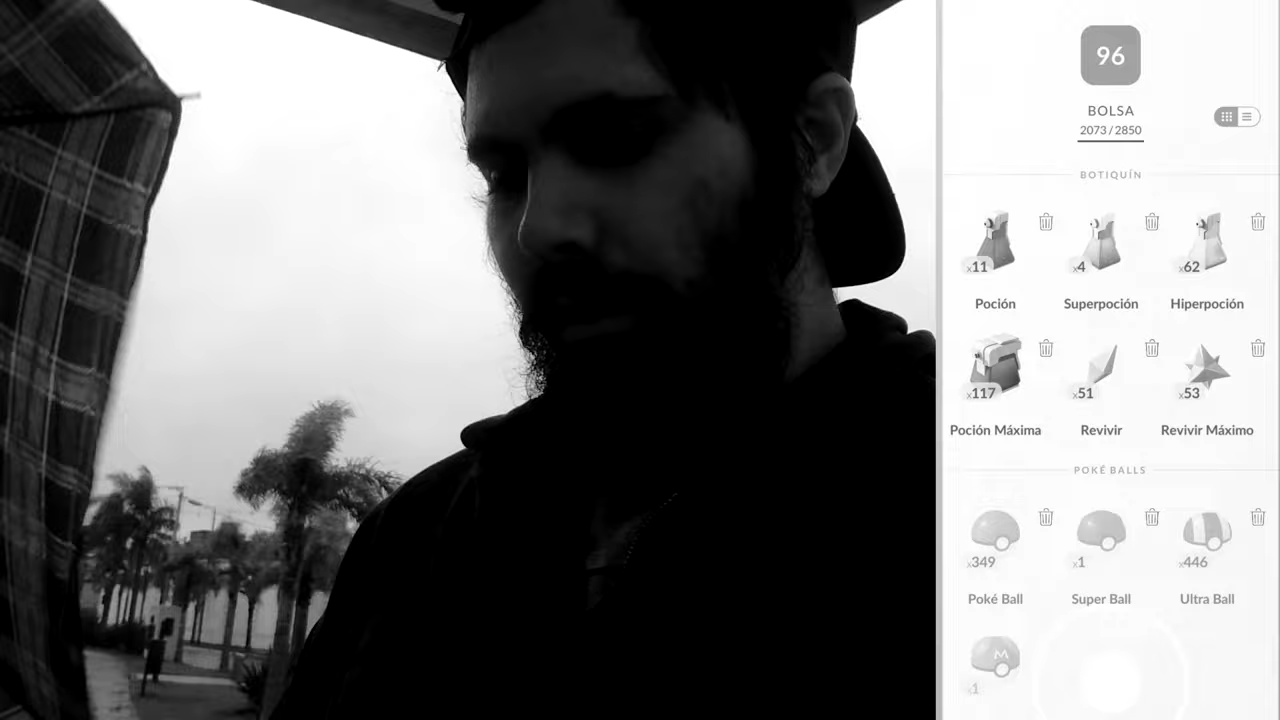 96
BOLSA
2073 / 2850
BOTIQUÍN
x11 x4 x62
Poción Superpoción Hiperpoción
x117 x51 x53
Poción Máxima Revivir Revivir Máximo
POKÉ BALLS
x349 x1 x446
Poké Ball Super Ball Ultra Ball
M
x1